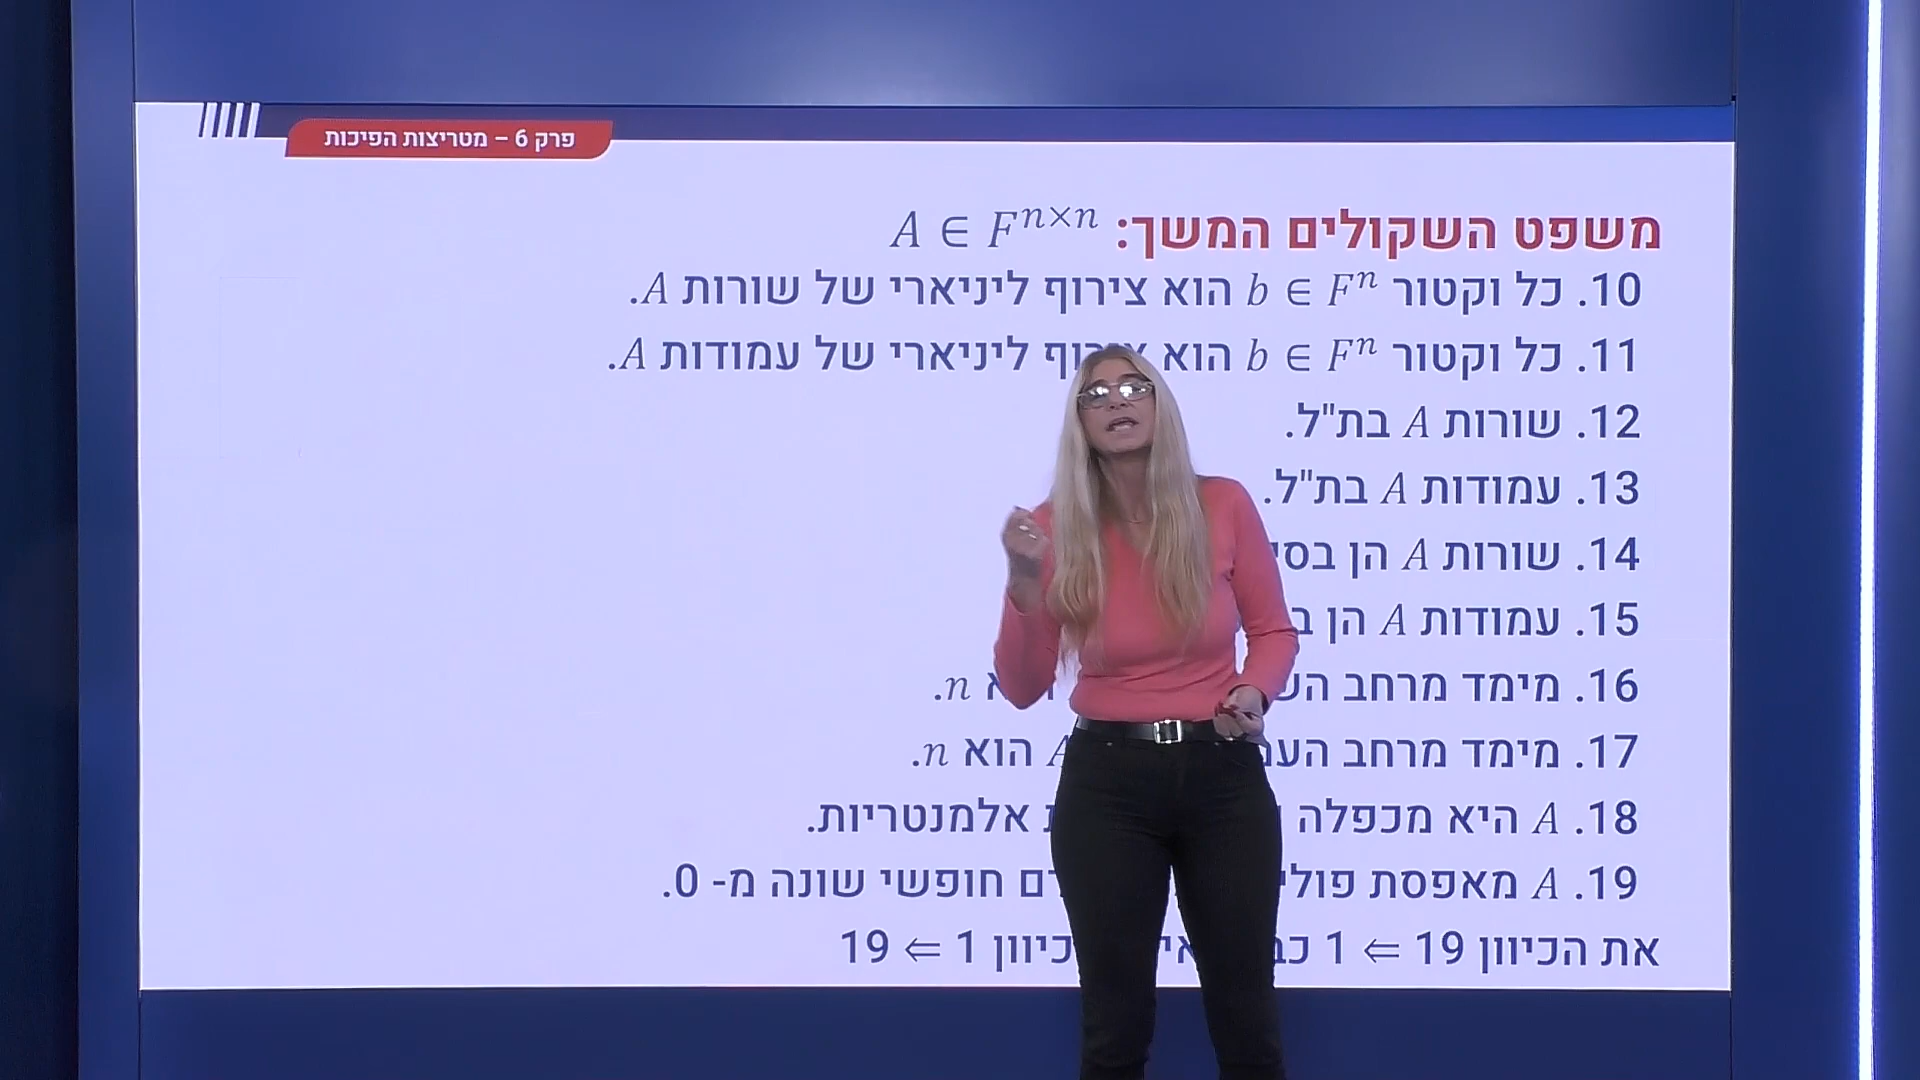 פרק 6 – מטריצות הפיכות
משפט השקולים המשך: A ∈ F^{n×n}
10. כל וקטור b ∈ F^n הוא צירוף ליניארי של שורות A.
11. כל וקטור b ∈ F^n הוא ליניארי של עמודות A.
12. שורות A בת"ל.
13. עמודות A בת"ל.
14. שורות A הן
15. עמודות A הן
16. מימד מרחב n.
17. מימד מרחב A הוא n.
18. A היא מכפלה אלמנטריות.
19. A מאפסת חופשי שונה מ- 0.
את הכיוון 19 ⇐ 1 כיוון 1 ⇐ 19